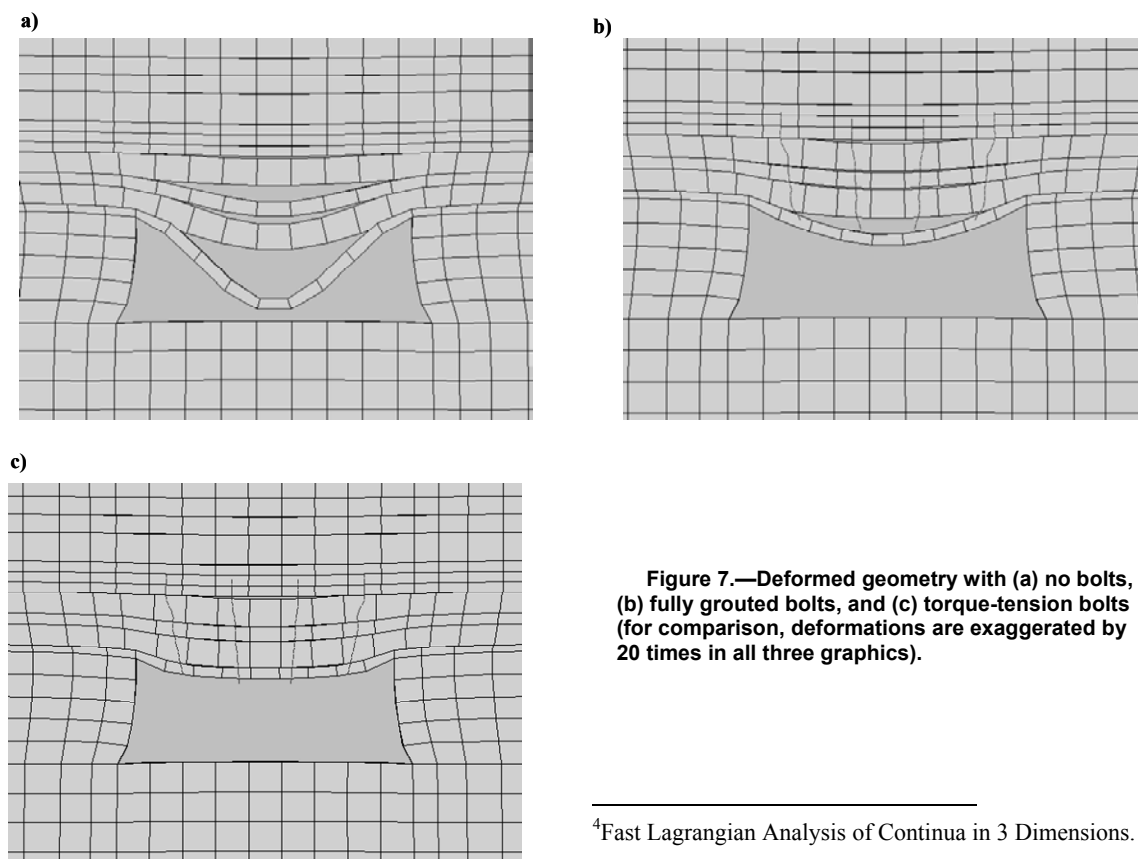 a)
b)
c)
Figure 7.—Deformed geometry with (a) no bolts,
(b) fully grouted bolts, and (c) torque-tension bolts
(for comparison, deformations are exaggerated by
20 times in all three graphics).
⁴Fast Lagrangian Analysis of Continua in 3 Dimensions.